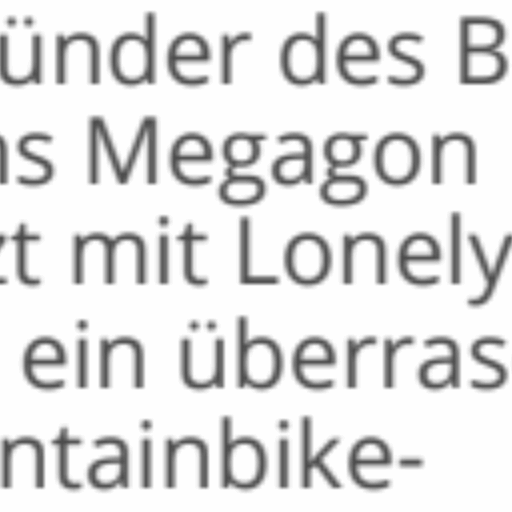 ünder des B
ns Megagon
zt mit Lonely
ein überras
ntainbike-